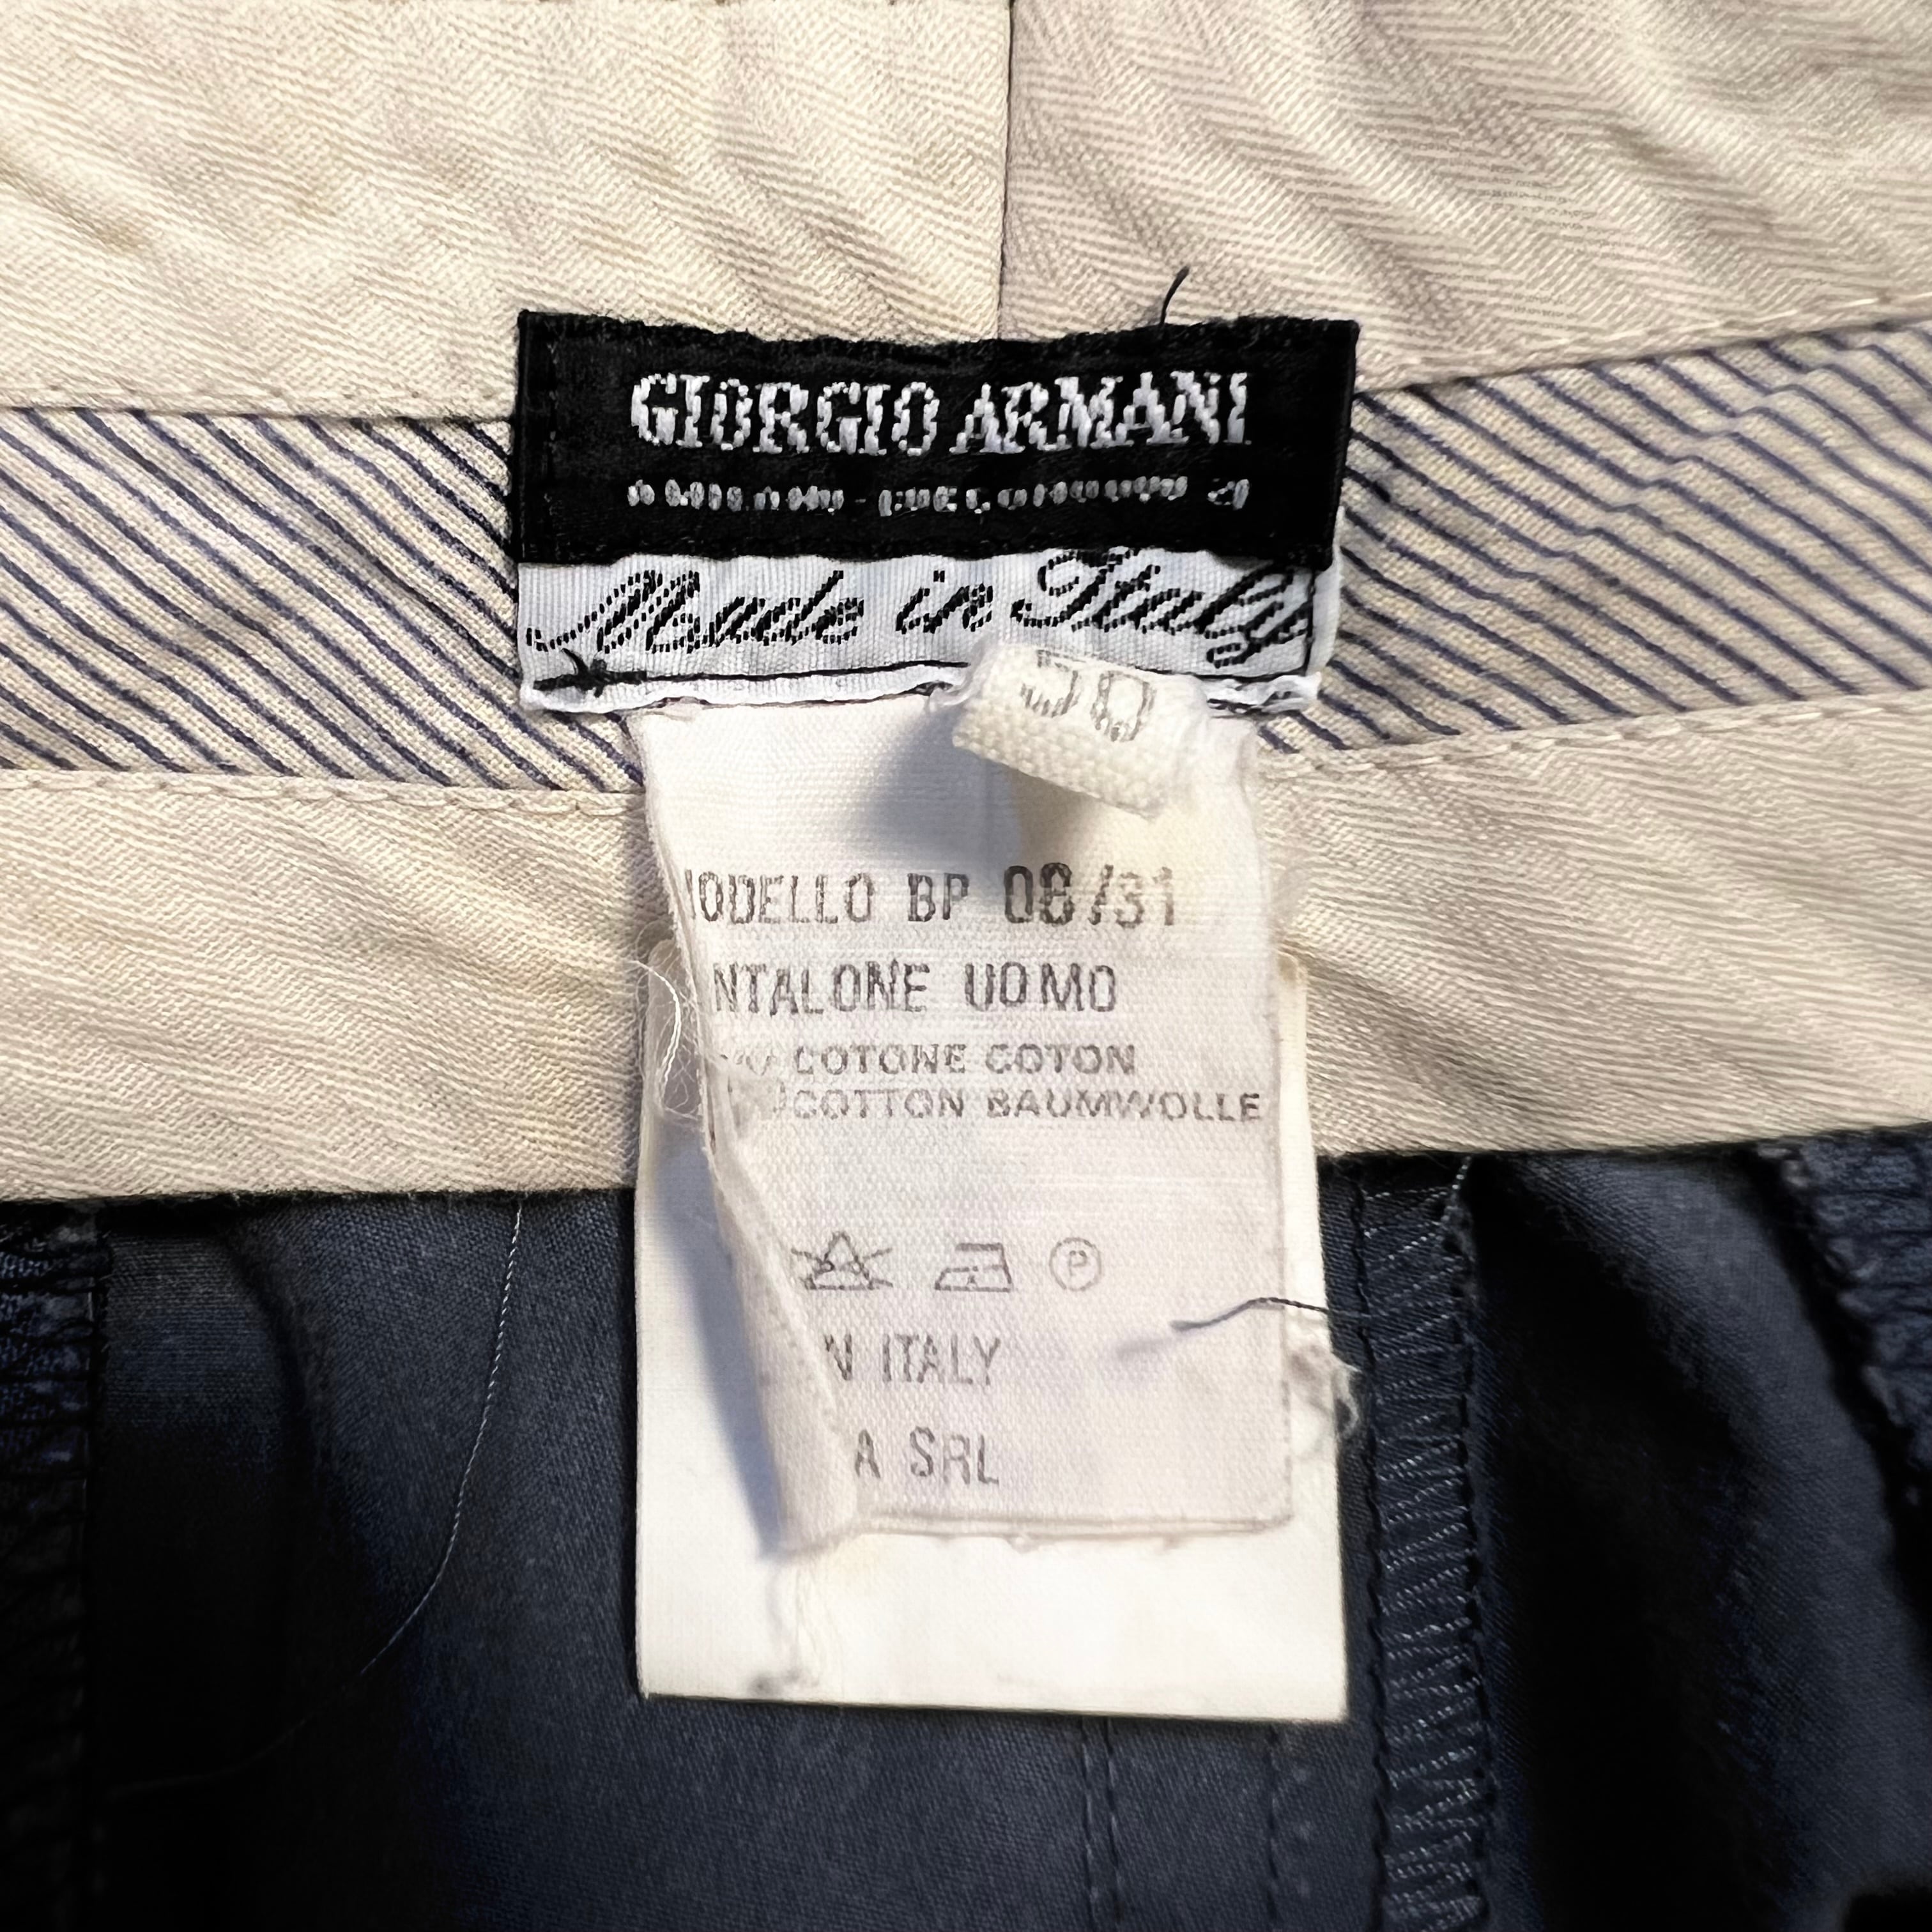 GIORGIO ARMANI
Made in Italy
50
ODELLO BP 08/31
NTALONE UOMO
COTONE COTON
COTTON BAUMWOLLE
P
N ITALY
A SRL